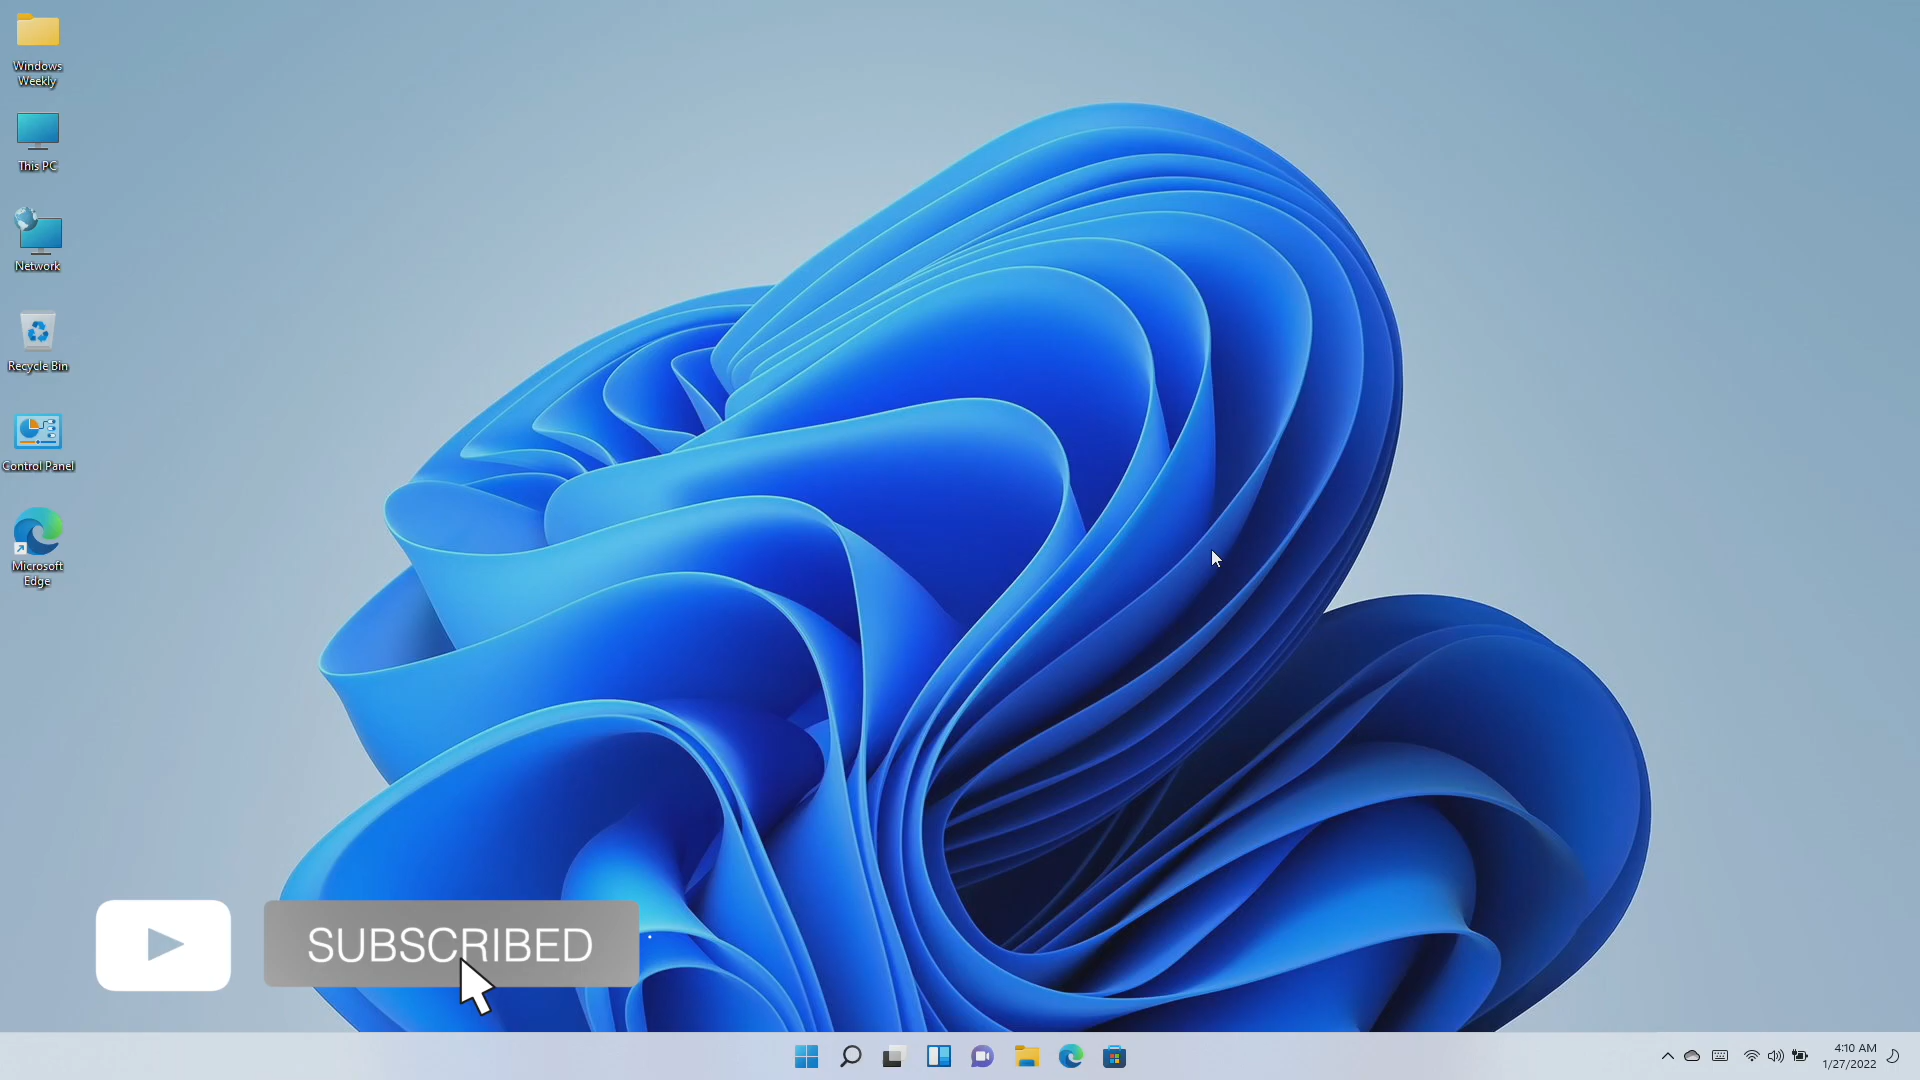 Windows
Weekly
This PC
Network
Recycle Bin
Control Panel
Microsoft
Edge
SUBSCRIBED
4:10 AM
1/27/2022